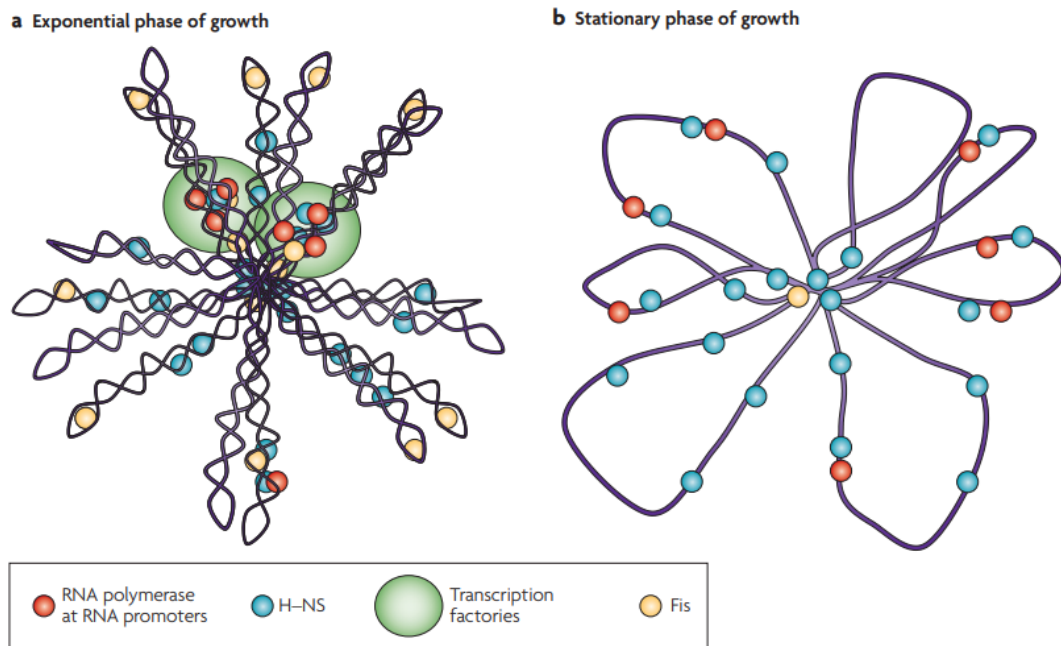 a Exponential phase of growth
b Stationary phase of growth
RNA polymerase
at RNA promoters
H–NS
Transcription
factories
Fis